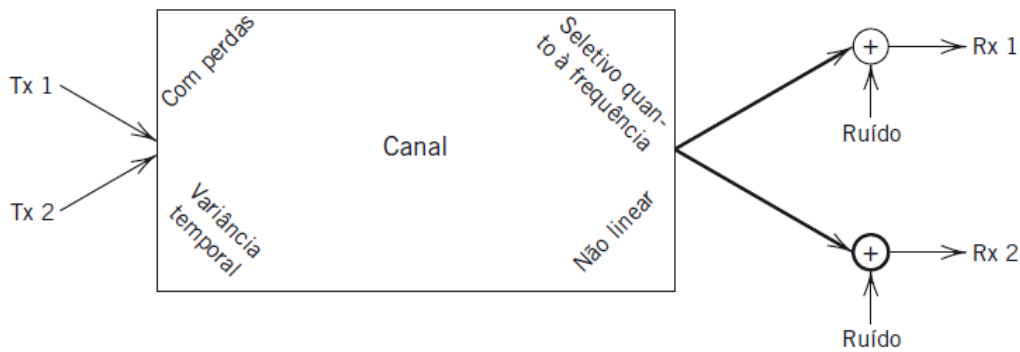 Com perdas
Seletivo quan-
to à frequência
Tx 1
Tx 2
Canal
Variância
temporal
Não linear
+
Rx 1
Ruído
+
Rx 2
Ruído